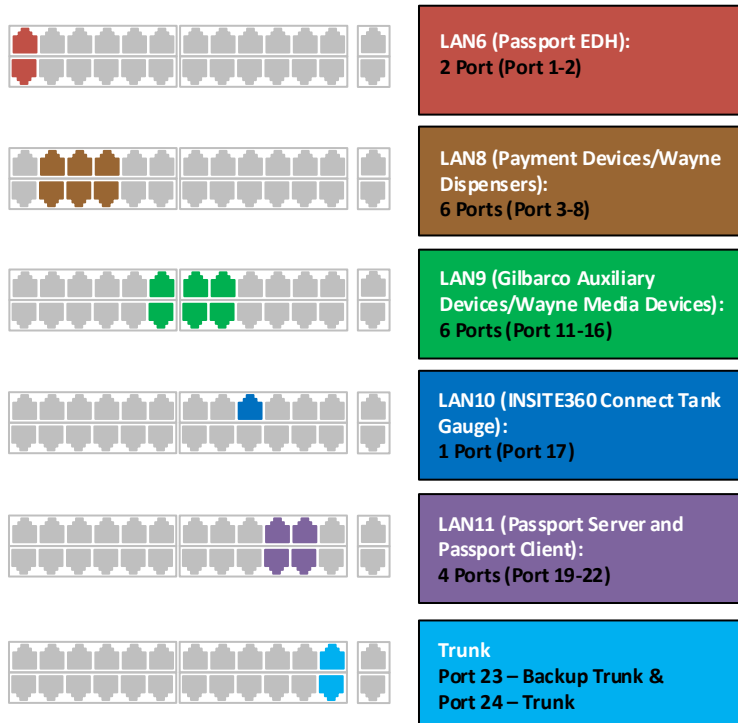 LAN6 (Passport EDH):
2 Port (Port 1-2)
LAN8 (Payment Devices/Wayne
Dispensers):
6 Ports (Port 3-8)
LAN9 (Gilbarco Auxiliary
Devices/Wayne Media Devices):
6 Ports (Port 11-16)
LAN10 (INSITE360 Connect Tank
Gauge):
1 Port (Port 17)
LAN11 (Passport Server and
Passport Client):
4 Ports (Port 19-22)
Trunk
Port 23 – Backup Trunk &
Port 24 – Trunk